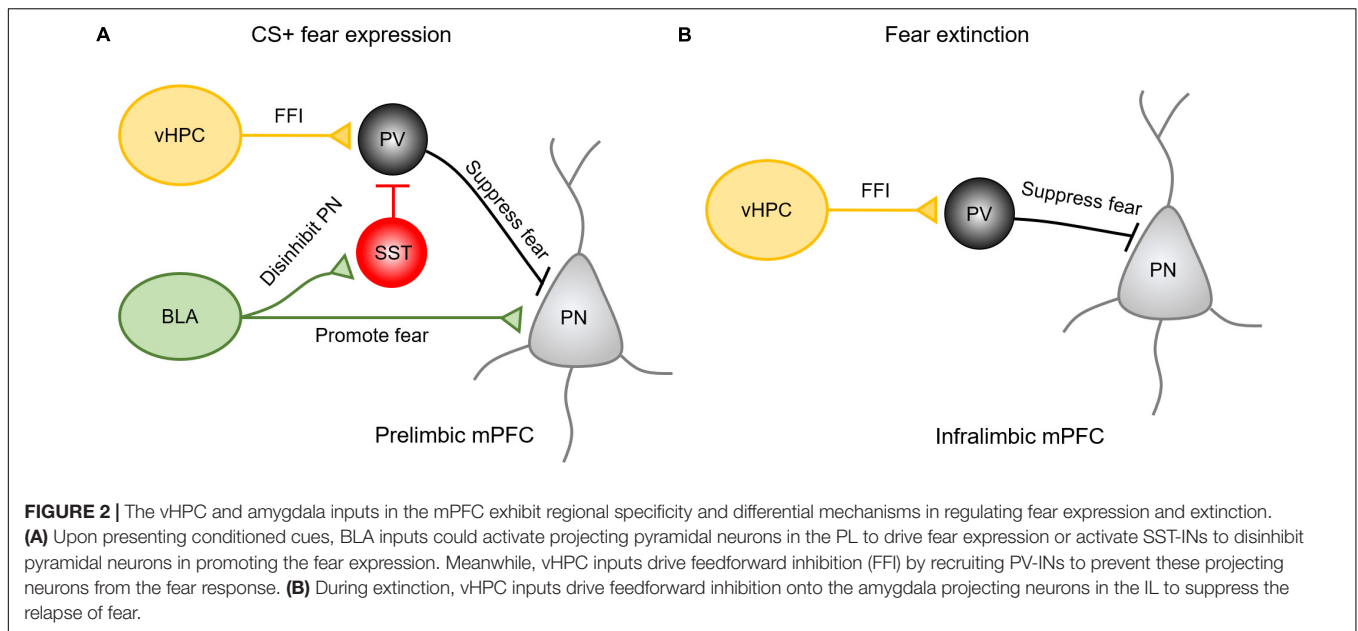 A CS+ fear expression
B Fear extinction
vHPC
FFI
PV
Suppress fear
Disinhibit PN
SST
BLA
Promote fear
PN
Prelimbic mPFC
vHPC
FFI
PV
Suppress fear
PN
Infralimbic mPFC
FIGURE 2 | The vHPC and amygdala inputs in the mPFC exhibit regional specificity and differential mechanisms in regulating fear expression and extinction.
(A) Upon presenting conditioned cues, BLA inputs could activate projecting pyramidal neurons in the PL to drive fear expression or activate SST-INs to disinhibit
pyramidal neurons in promoting the fear expression. Meanwhile, vHPC inputs drive feedforward inhibition (FFI) by recruiting PV-INs to prevent these projecting
neurons from the fear response. (B) During extinction, vHPC inputs drive feedforward inhibition onto the amygdala projecting neurons in the IL to suppress the
relapse of fear.